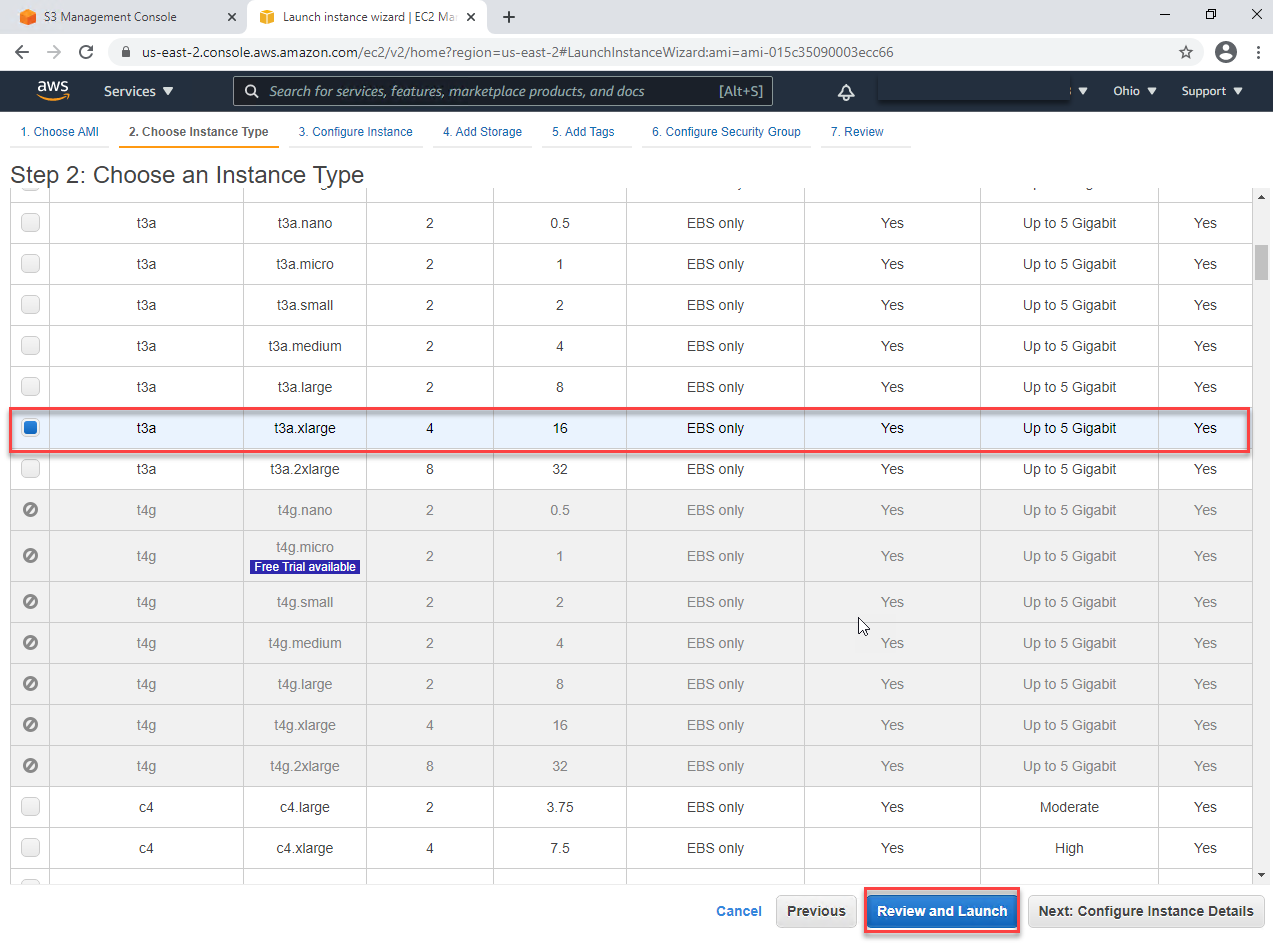 S3 Management Console
Launch instance wizard | EC2 Ma
us-east-2.console.aws.amazon.com/ec2/v2/home?region=us-east-2#LaunchInstanceWizard:ami=ami-015c35090003ecc66
aws Services Search for services, features, marketplace products, and docs [Alt+S] Ohio Support
1. Choose AMI 2. Choose Instance Type 3. Configure Instance 4. Add Storage 5. Add Tags 6. Configure Security Group 7. Review
Step 2: Choose an Instance Type
t3a t3a.nano 2 0.5 EBS only Yes Up to 5 Gigabit Yes
t3a t3a.micro 2 1 EBS only Yes Up to 5 Gigabit Yes
t3a t3a.small 2 2 EBS only Yes Up to 5 Gigabit Yes
t3a t3a.medium 2 4 EBS only Yes Up to 5 Gigabit Yes
t3a t3a.large 2 8 EBS only Yes Up to 5 Gigabit Yes
t3a t3a.xlarge 4 16 EBS only Yes Up to 5 Gigabit Yes
t3a t3a.2xlarge 8 32 EBS only Yes Up to 5 Gigabit Yes
t4g t4g.nano 2 0.5 EBS only Yes Up to 5 Gigabit Yes
t4g t4g.micro 2 1 EBS only Yes Up to 5 Gigabit Yes
Free Trial available
t4g t4g.small 2 2 EBS only Yes Up to 5 Gigabit Yes
t4g t4g.medium 2 4 EBS only Yes Up to 5 Gigabit Yes
t4g t4g.large 2 8 EBS only Yes Up to 5 Gigabit Yes
t4g t4g.xlarge 4 16 EBS only Yes Up to 5 Gigabit Yes
t4g t4g.2xlarge 8 32 EBS only Yes Up to 5 Gigabit Yes
c4 c4.large 2 3.75 EBS only Yes Moderate Yes
c4 c4.xlarge 4 7.5 EBS only Yes High Yes
Cancel Previous Review and Launch Next: Configure Instance Details